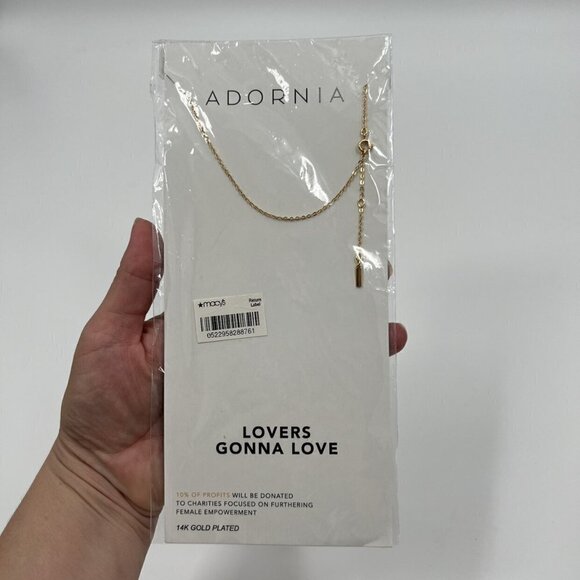 ADORNIA
★macy's Return
Label
0522958288761
LOVERS
GONNA LOVE
10% OF PROFITS WILL BE DONATED
TO CHARITIES FOCUSED ON FURTHERING
FEMALE EMPOWERMENT
14K GOLD PLATED